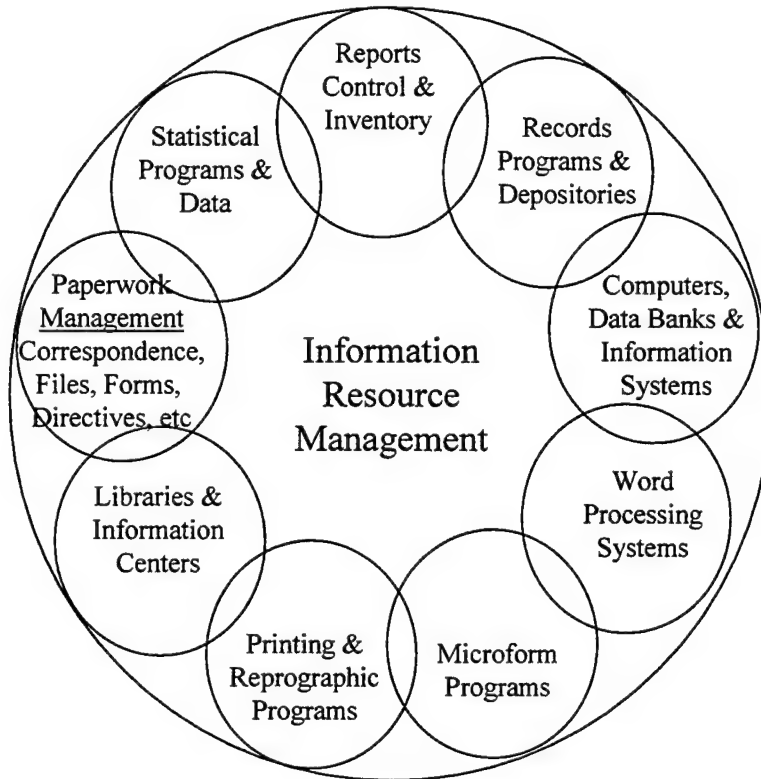 Reports
Control &
Inventory
Records
Programs &
Depositories
Computers,
Data Banks &
Information
Systems
Word
Processing
Systems
Microform
Programs
Printing &
Reprographic
Programs
Libraries &
Information
Centers
Paperwork
Management
Correspondence,
Files, Forms,
Directives, etc
Statistical
Programs &
Data
Information
Resource
Management